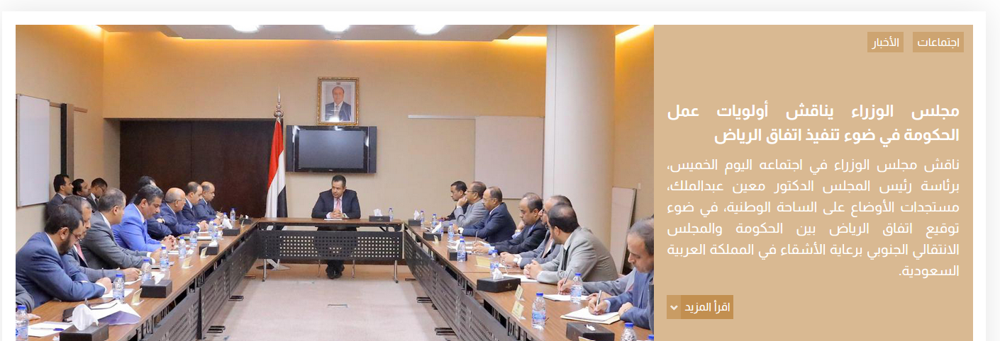 اجتماعات
الأخبار
مجلس الوزراء يناقش أولويات عمل
الحكومة في ضوء تنفيذ اتفاق الرياض
ناقش مجلس الوزراء في اجتماعه اليوم الخميس،
برئاسة رئيس المجلس الدكتور معين عبدالملك،
مستجدات الأوضاع على الساحة الوطنية، في ضوء
توقيع اتفاق الرياض بين الحكومة والمجلس
الانتقالي الجنوبي برعاية الأشقاء في المملكة العربية
السعودية.
اقرأ المزيد